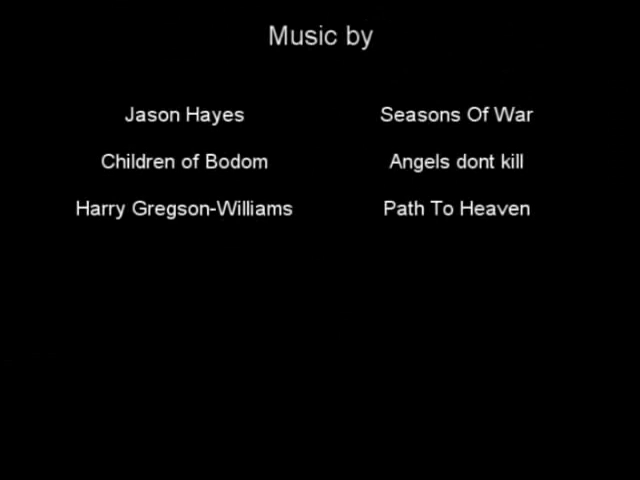 Music by
Jason Hayes Seasons Of War
Children of Bodom Angels dont kill
Harry Gregson-Williams Path To Heaven